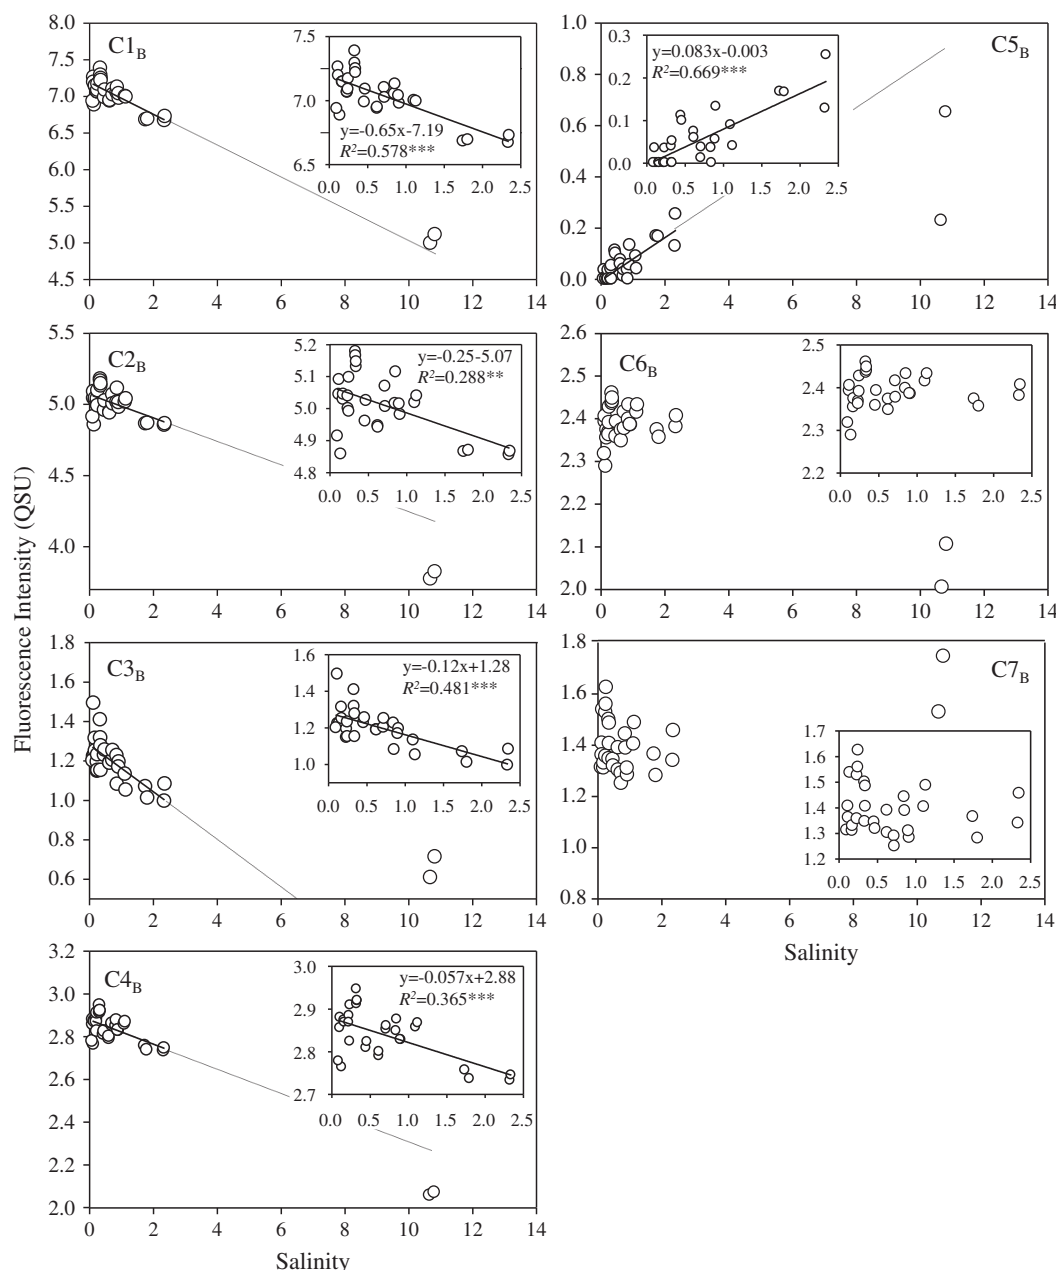 Fluorescence Intensity (QSU)
C1B
8.0
7.5
7.0
6.5
6.0
5.5
5.0
4.5
0 2 4 6 8 10 12 14
7.5
7.0
6.5
0.0 0.5 1.0 1.5 2.0 2.5
y=-0.65x-7.19
R2=0.578***
C5B
1.0
0.8
0.6
0.4
0.2
0.0
0 2 4 6 8 10 12 14
0.3
0.2
0.1
0.0
0.0 0.5 1.0 1.5 2.0 2.5
y=0.083x-0.003
R2=0.669***
C2B
5.5
5.0
4.5
4.0
0 2 4 6 8 10 12 14
5.2
5.1
5.0
4.9
4.8
0.0 0.5 1.0 1.5 2.0 2.5
y=-0.25-5.07
R2=0.288**
C6B
2.6
2.5
2.4
2.3
2.2
2.1
2.0
0 2 4 6 8 10 12 14
2.5
2.4
2.3
2.2
0.0 0.5 1.0 1.5 2.0 2.5
C3B
1.8
1.6
1.4
1.2
1.0
0.8
0.6
0 2 4 6 8 10 12 14
1.6
1.4
1.2
1.0
0.0 0.5 1.0 1.5 2.0 2.5
y=-0.12x+1.28
R2=0.481***
C7B
1.8
1.6
1.4
1.2
1.0
0.8
0 2 4 6 8 10 12 14
1.7
1.6
1.5
1.4
1.3
1.2
0.0 0.5 1.0 1.5 2.0 2.5
Salinity
C4B
3.2
3.0
2.8
2.6
2.4
2.2
2.0
0 2 4 6 8 10 12 14
3.0
2.9
2.8
2.7
0.0 0.5 1.0 1.5 2.0 2.5
y=-0.057x+2.88
R2=0.365***
Salinity